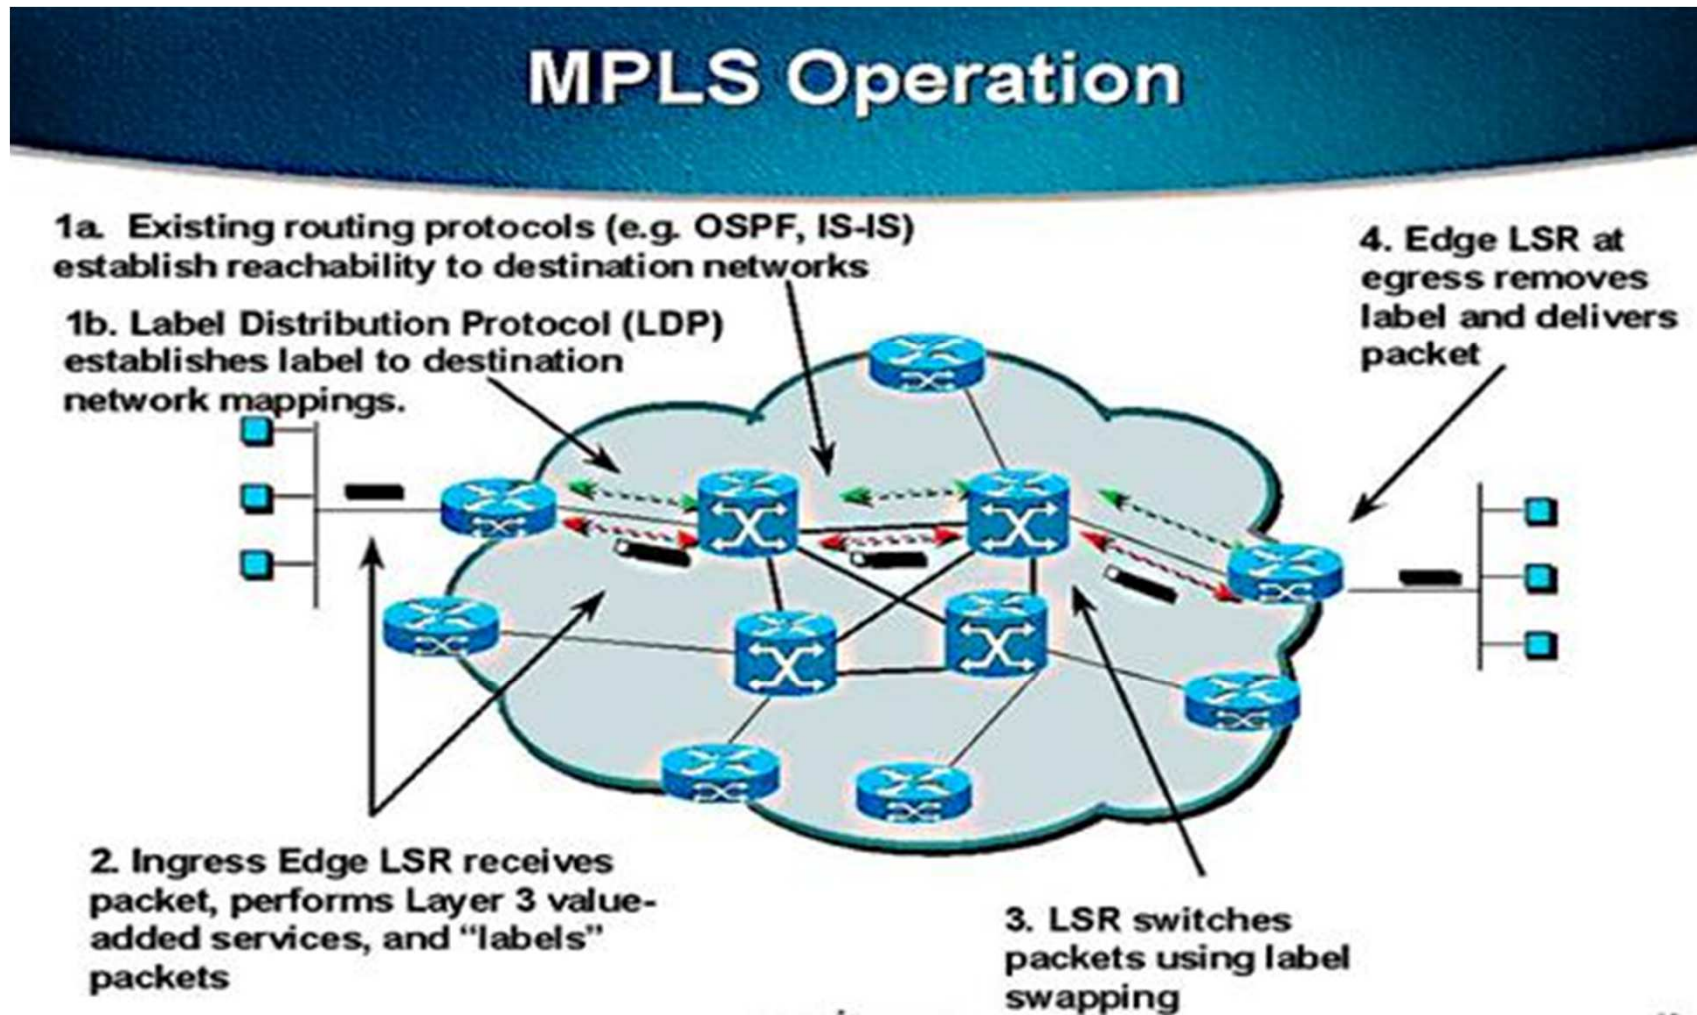 MPLS Operation
1a. Existing routing protocols (e.g. OSPF, IS-IS)
establish reachability to destination networks
1b. Label Distribution Protocol (LDP)
establishes label to destination
network mappings.
2. Ingress Edge LSR receives
packet, performs Layer 3 value-
added services, and “labels”
packets
3. LSR switches
packets using label
swapping
4. Edge LSR at
egress removes
label and delivers
packet